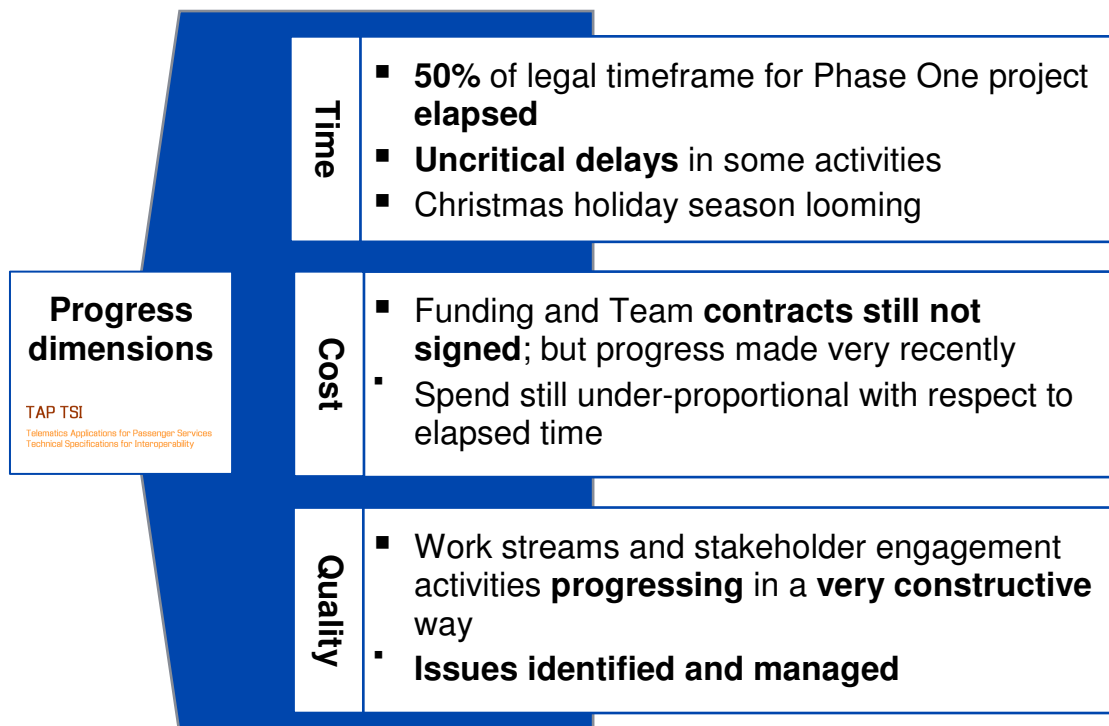 Progress
dimensions
TAP TSI
Telematics Applications for Passenger Services
Technical Specifications for Interoperability
Time
▪ 50% of legal timeframe for Phase One project
elapsed
▪ Uncritical delays in some activities
▪ Christmas holiday season looming
Cost
▪ Funding and Team contracts still not
signed; but progress made very recently
▪ Spend still under-proportional with respect to
elapsed time
Quality
▪ Work streams and stakeholder engagement
activities progressing in a very constructive
way
▪ Issues identified and managed